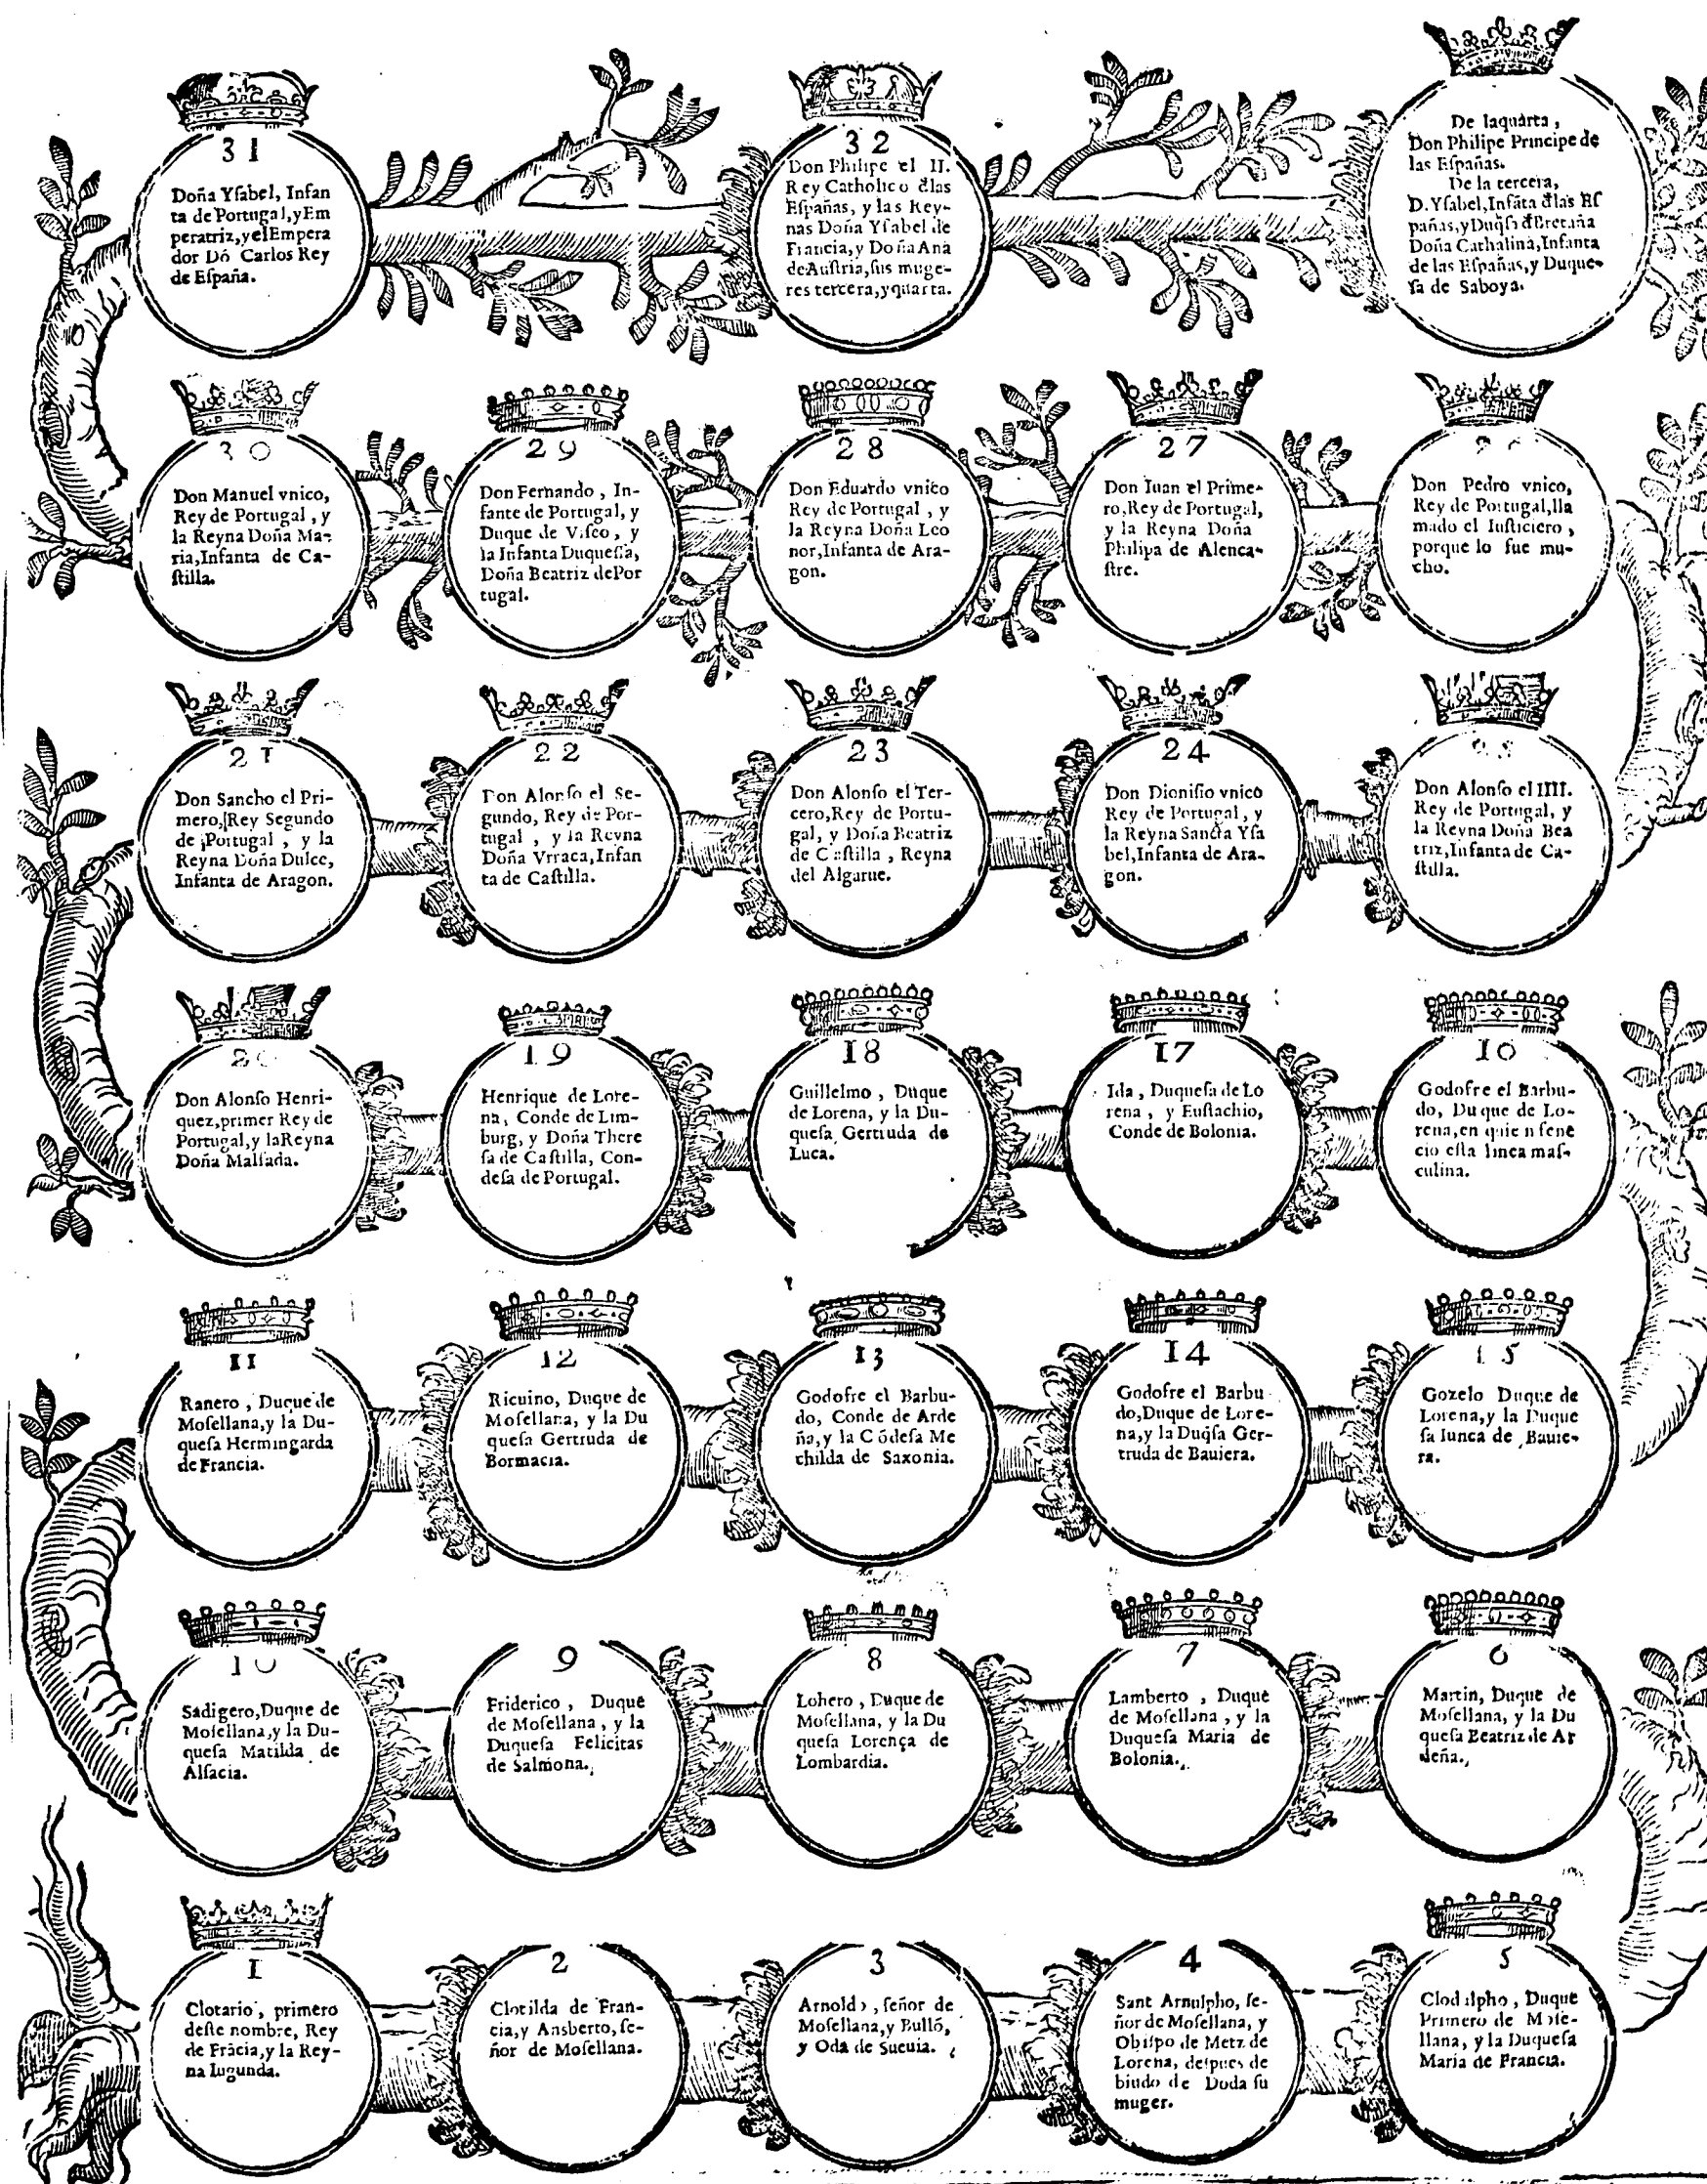 31
Doña Yſabel, Infan
ta de Portugal, y Em
peratriz, y el Empera
dor Dō Carlos Rey
de Eſpaña.
32
Don Philipe el II.
Rey Catholico đlas
Eſpañas, y las Rey-
nas Doña Yſabel de
Francia, y Doña Ana
de Auſtria, ſus muge-
res tercera, y quarta.
De la quàrta,
Don Philipe Principe de
las Eſpañas.
De la tercera,
D. Yſabel, Infāta đlas Eſ
pañas, y Duq̄ſa đ Bretaña
Doña Cathalina, Infanta
de las Eſpañas, y Duque-
ſa de Saboya.
30
Don Manuel vnico,
Rey de Portugal, y
la Reyna Doña Ma-
ria, Infanta de Ca-
ſtilla.
29
Don Fernando, In-
fante de Portugal, y
Duque de Viſeo, y
la Infanta Duqueſſa,
Doña Beatriz de Por
tugal.
28
Don Eduardo vnico
Rey de Portugal, y
la Reyna Doña Leo
nor, Infanta de Ara-
gon.
27
Don Iuan el Prime-
ro, Rey de Portugal,
y la Reyna Doña
Philipa de Alenca-
ſtre.
Don Pedro vnico,
Rey de Portugal, lla
mado el Iuſticiero,
porque lo fue mu-
cho.
21
Don Sancho el Pri-
mero, Rey Segundo
de Portugal, y la
Reyna Doña Dulce,
Infanta de Aragon.
22
Don Alonſo el Se-
gundo, Rey de Por-
tugal, y la Reyna
Doña Vrraca, Infan
ta de Caſtilla.
23
Don Alonſo el Ter-
cero, Rey de Portu-
gal, y Doña Beatriz
de Caſtilla, Reyna
del Algarue.
24
Don Dioniſio vnico
Rey de Portugal, y
la Reyna Sancta Yſa
bel, Infanta de Ara-
gon.
Don Alonſo el IIII.
Rey de Portugal, y
la Reyna Doña Bea
triz, Infanta de Ca-
ſtilla.
20
Don Alonſo Henri-
quez, primer Rey de
Portugal, y la Reyna
Doña Malfada.
19
Henrique de Lore-
na, Conde de Lim-
burg, y Doña There
ſa de Caſtilla, Con-
deſa de Portugal.
18
Guillelmo, Duque
de Lorena, y la Du-
queſa Gertruda de
Luca.
17
Ida, Duqueſa de Lo
rena, y Euſtachio,
Conde de Bolonia.
16
Godofre el Barbu-
do, Duque de Lo-
rena, en quien fene
cio eſta linea maſ-
culina.
11
Ranero, Duque de
Moſellana, y la Du-
queſa Hermingarda
de Francia.
12
Ricuino, Duque de
Moſellana, y la Du
queſa Gertruda de
Bormacia.
13
Godofre el Barbu-
do, Conde de Arde
ña, y la Cōdeſa Me
childa de Saxonia.
14
Godofre el Barbu
do, Duque de Lore-
na, y la Duq̄ſa Ger-
truda de Bauiera.
15
Gozelo Duque de
Lorena, y la Duque
ſa Iunca de Bauie-
ra.
10
Sadigero, Duque de
Moſellana, y la Du-
queſa Matilda de
Alſacia.
9
Friderico, Duque
de Moſellana, y la
Duqueſa Felicitas
de Salmona.
8
Lohero, Duque de
Moſellana, y la Du
queſa Lorença de
Lombardia.
7
Lamberto, Duque
de Moſellana, y la
Duqueſa Maria de
Bolonia.
6
Martin, Duque de
Moſellana, y la Du
queſa Beatriz de Ar
deña.
1
Clotario, primero
deſte nombre, Rey
de Frācia, y la Rey-
na Iugunda.
2
Clotilda de Fran-
cia, y Ansberto, ſe-
ñor de Moſellana.
3
Arnoldo, ſeñor de
Moſellana, y Bullō,
y Oda de Sueuia.
4
Sant Arnulpho, ſe-
ñor de Moſellana, y
Obiſpo de Metz de
Lorena, deſpues de
biudo de Doda ſu
muger.
5
Clodulpho, Duque
Primero de Moſe-
llana, y la Duqueſa
Maria de Francia.